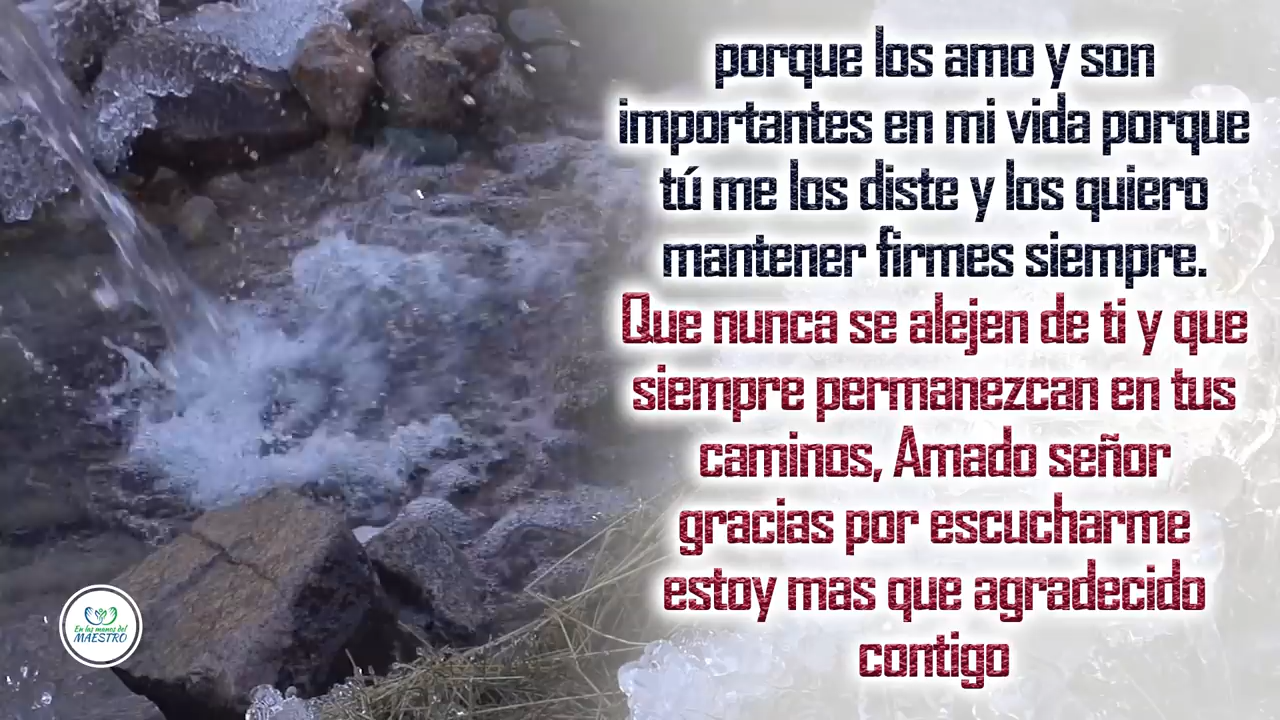 porque los amo y son
importantes en mi vida porque
tú me los diste y los quiero
mantener firmes siempre.
Que nunca se alejen de ti y que
siempre permanezcan en tus
caminos, Amado señor
gracias por escucharme
estoy mas que agradecido
contigo
En las manos del
MAESTRO